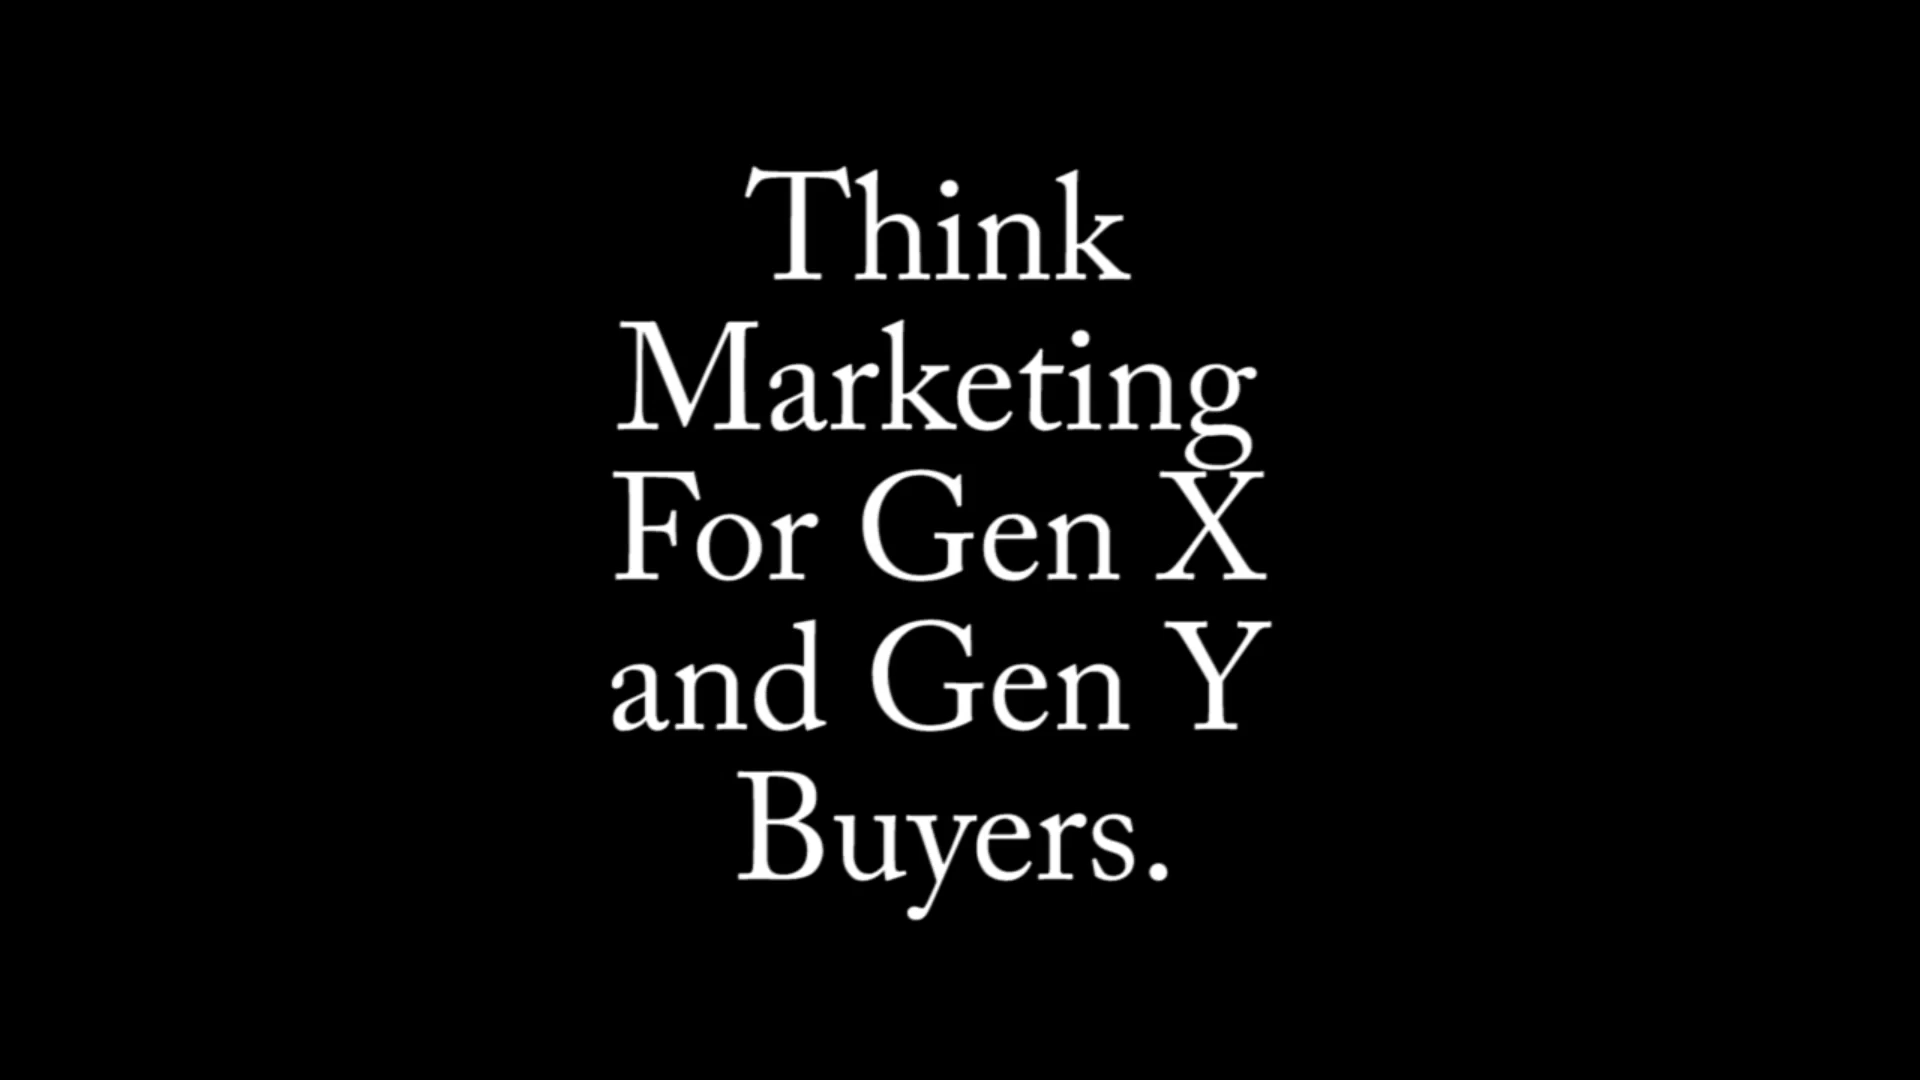 Think
Marketing
For Gen X
and Gen Y
Buyers.